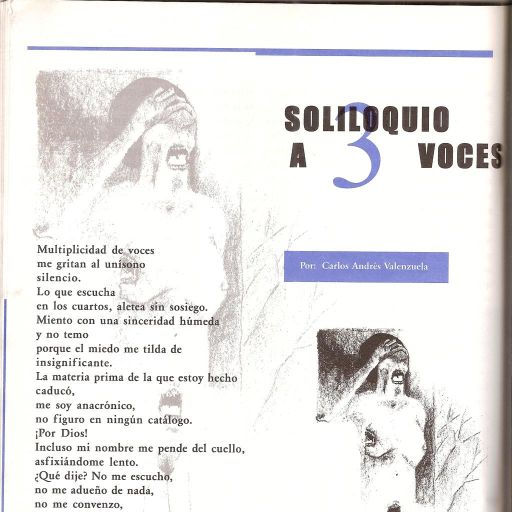 SOLILOQUIO
A 3 VOCES
Por: Carlos Andrés Valenzuela
Multiplicidad de voces
me gritan al unísono
silencio.
Lo que escucha
en los cuartos, aletea sin sosiego.
Miento con una sinceridad húmeda
y no temo
porque el miedo me tilda de
insignificante.
La materia prima de la que estoy hecho
caducó,
me soy anacrónico,
no figuro en ningún catálogo.
¡Por Dios!
Incluso mi nombre me pende del cuello,
asfixiándome lento.
¿Qué dije? No me escucho,
no me adueño de nada,
no me convenzo,